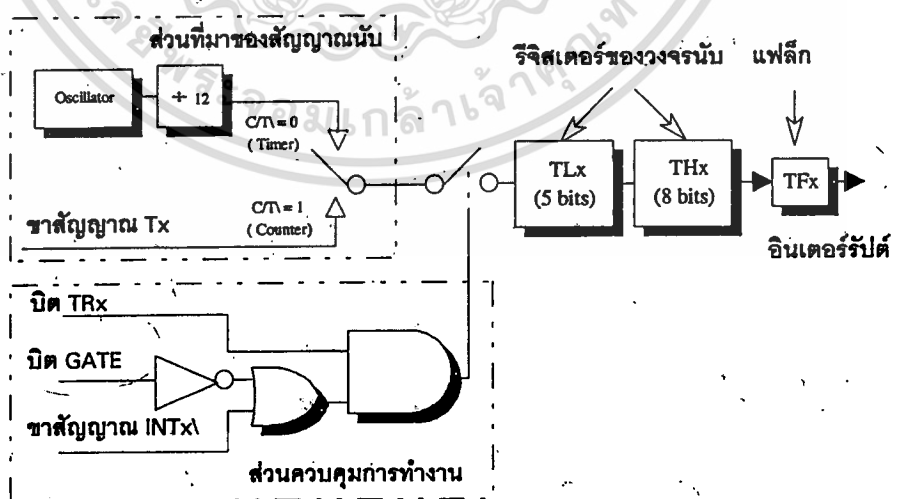 ส่วนที่มาของสัญญาณนับ
Oscillator
÷ 12
C/T\ = 0
( Timer)
C/T\ = 1
( Counter)
ขาสัญญาณ Tx
รีจิสเตอร์ของวงจรนับ แฟล็ก
TLx
(5 bits)
THx
(8 bits)
TFx
อินเตอร์รัปต์
บิต TRx
บิต GATE
ขาสัญญาณ INTx\
ส่วนควบคุมการทำงาน